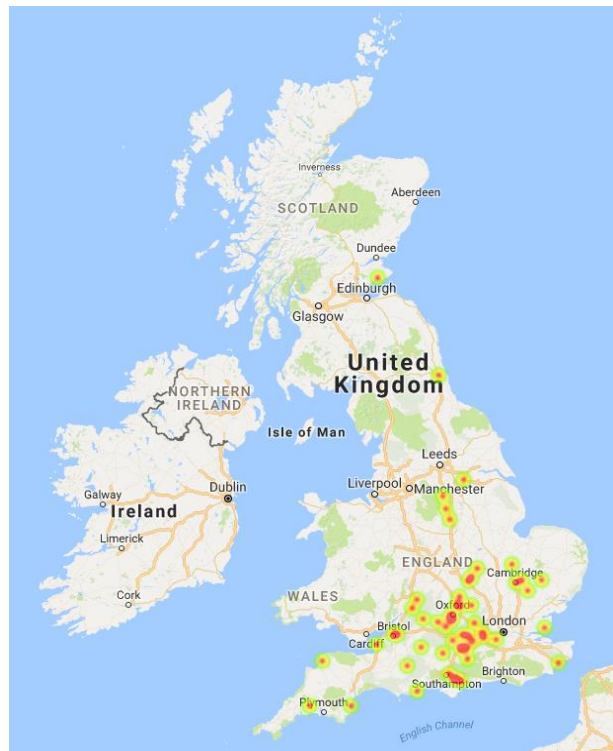 Inverness
Aberdeen
SCOTLAND
Dundee
Edinburgh
Glasgow
United
Kingdom
NORTHERN
IRELAND
Isle of Man
Leeds
Dublin
Liverpool
Manchester
Galway
Ireland
Limerick
ENGLAND
Cambridge
Cork
WALES
Oxford
London
Bristol
Cardiff
Brighton
Southampton
Plymouth
English Channel